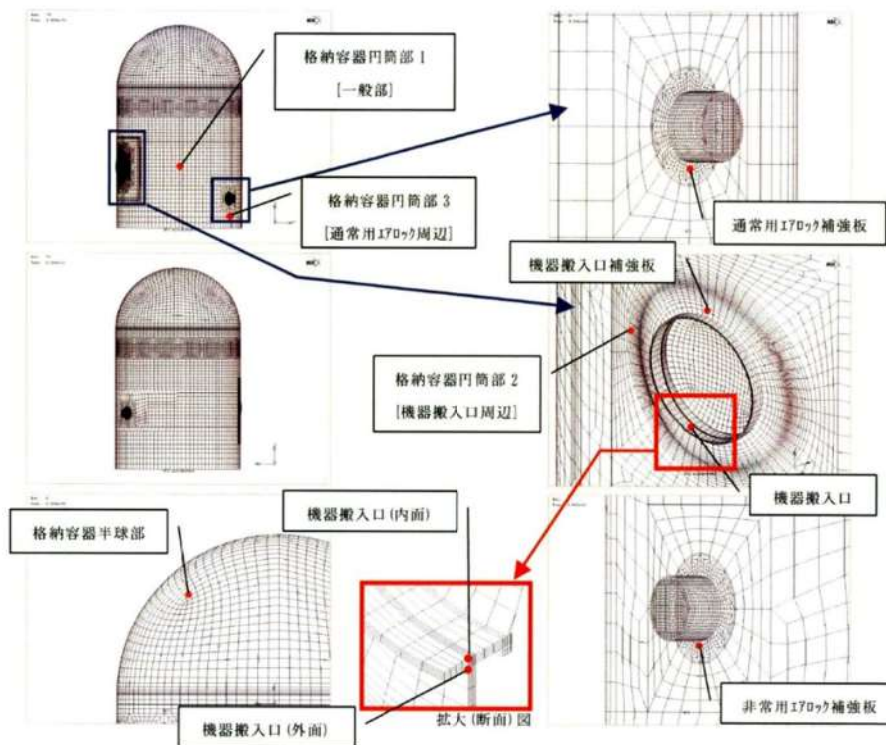 格納容器円筒部 1
[一般部]
格納容器円筒部 3
[通常用エアロック周辺]
通常用エアロック補強板
機器搬入口補強板
格納容器円筒部 2
[機器搬入口周辺]
機器搬入口
機器搬入口(内面)
格納容器半球部
機器搬入口(外面)
拡大(断面)図
非常用エアロック補強板